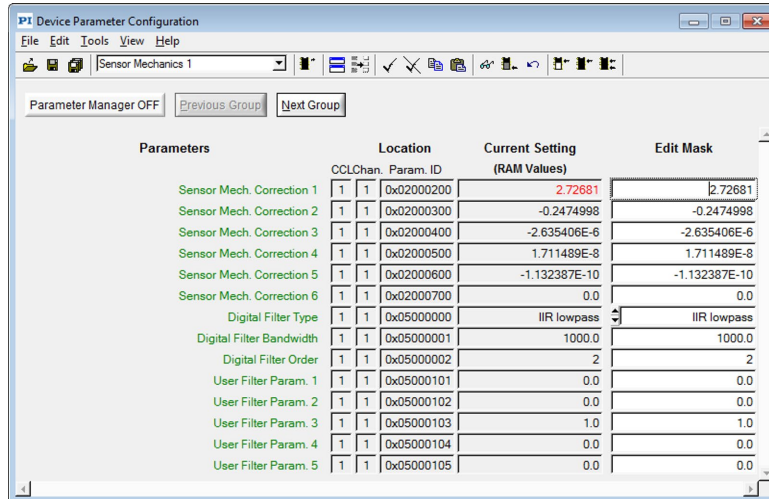 PI Device Parameter Configuration
File Edit Tools View Help
Sensor Mechanics 1
Parameter Manager OFF Previous Group Next Group
Parameters Location Current Setting Edit Mask
CCL Chan. Param. ID (RAM Values)
Sensor Mech. Correction 1 1 1 0x02000200 2.72681 2.72681
Sensor Mech. Correction 2 1 1 0x02000300 -0.2474998 -0.2474998
Sensor Mech. Correction 3 1 1 0x02000400 -2.635406E-6 -2.635406E-6
Sensor Mech. Correction 4 1 1 0x02000500 1.711489E-8 1.711489E-8
Sensor Mech. Correction 5 1 1 0x02000600 -1.132387E-10 -1.132387E-10
Sensor Mech. Correction 6 1 1 0x02000700 0.0 0.0
Digital Filter Type 1 1 0x05000000 IIR lowpass IIR lowpass
Digital Filter Bandwidth 1 1 0x05000001 1000.0 1000.0
Digital Filter Order 1 1 0x05000002 2 2
User Filter Param. 1 1 1 0x05000101 0.0 0.0
User Filter Param. 2 1 1 0x05000102 0.0 0.0
User Filter Param. 3 1 1 0x05000103 1.0 1.0
User Filter Param. 4 1 1 0x05000104 0.0 0.0
User Filter Param. 5 1 1 0x05000105 0.0 0.0